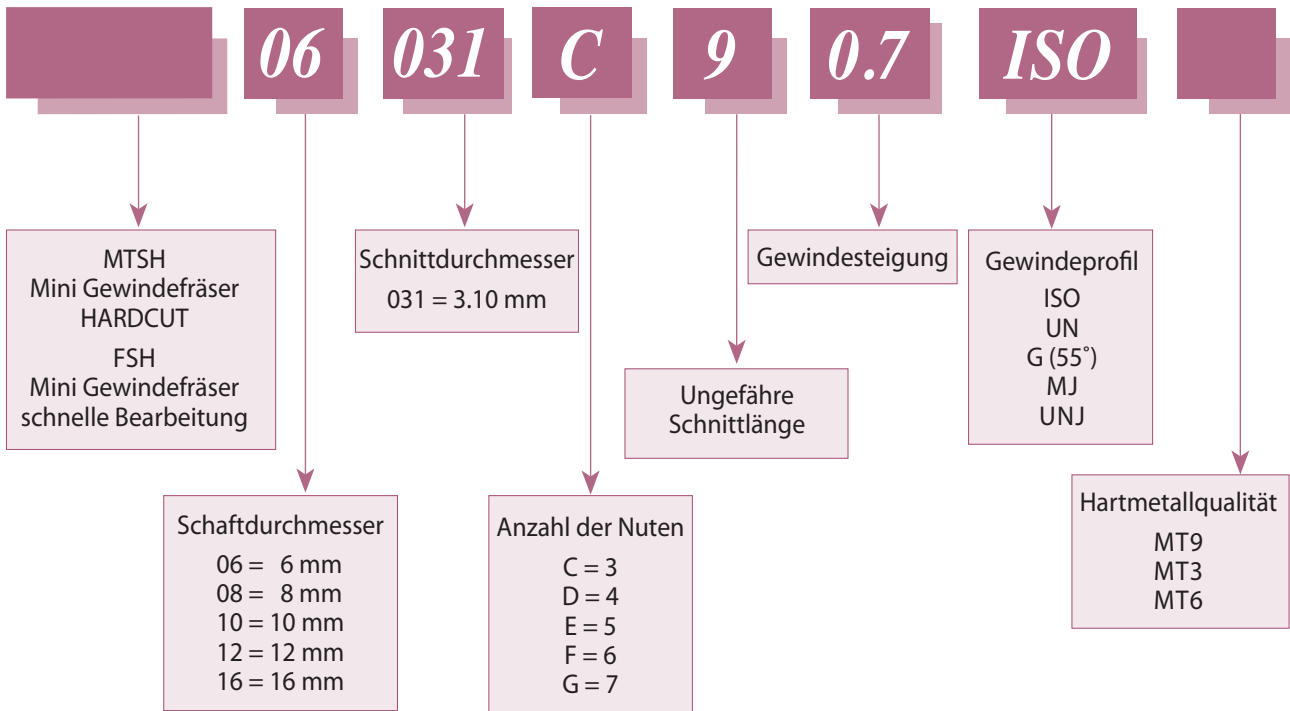 06 031 C 9 0.7 ISO
MTSH
Mini Gewindefräser
HARDCUT
FSH
Mini Gewindefräser
schnelle Bearbeitung
Schaftdurchmesser
06 = 6 mm
08 = 8 mm
10 = 10 mm
12 = 12 mm
16 = 16 mm
Schnittdurchmesser
031 = 3.10 mm
Anzahl der Nuten
C = 3
D = 4
E = 5
F = 6
G = 7
Ungefähre
Schnittlänge
Gewindesteigung
Gewindeprofil
ISO
UN
G (55°)
MJ
UNJ
Hartmetallqualität
MT9
MT3
MT6